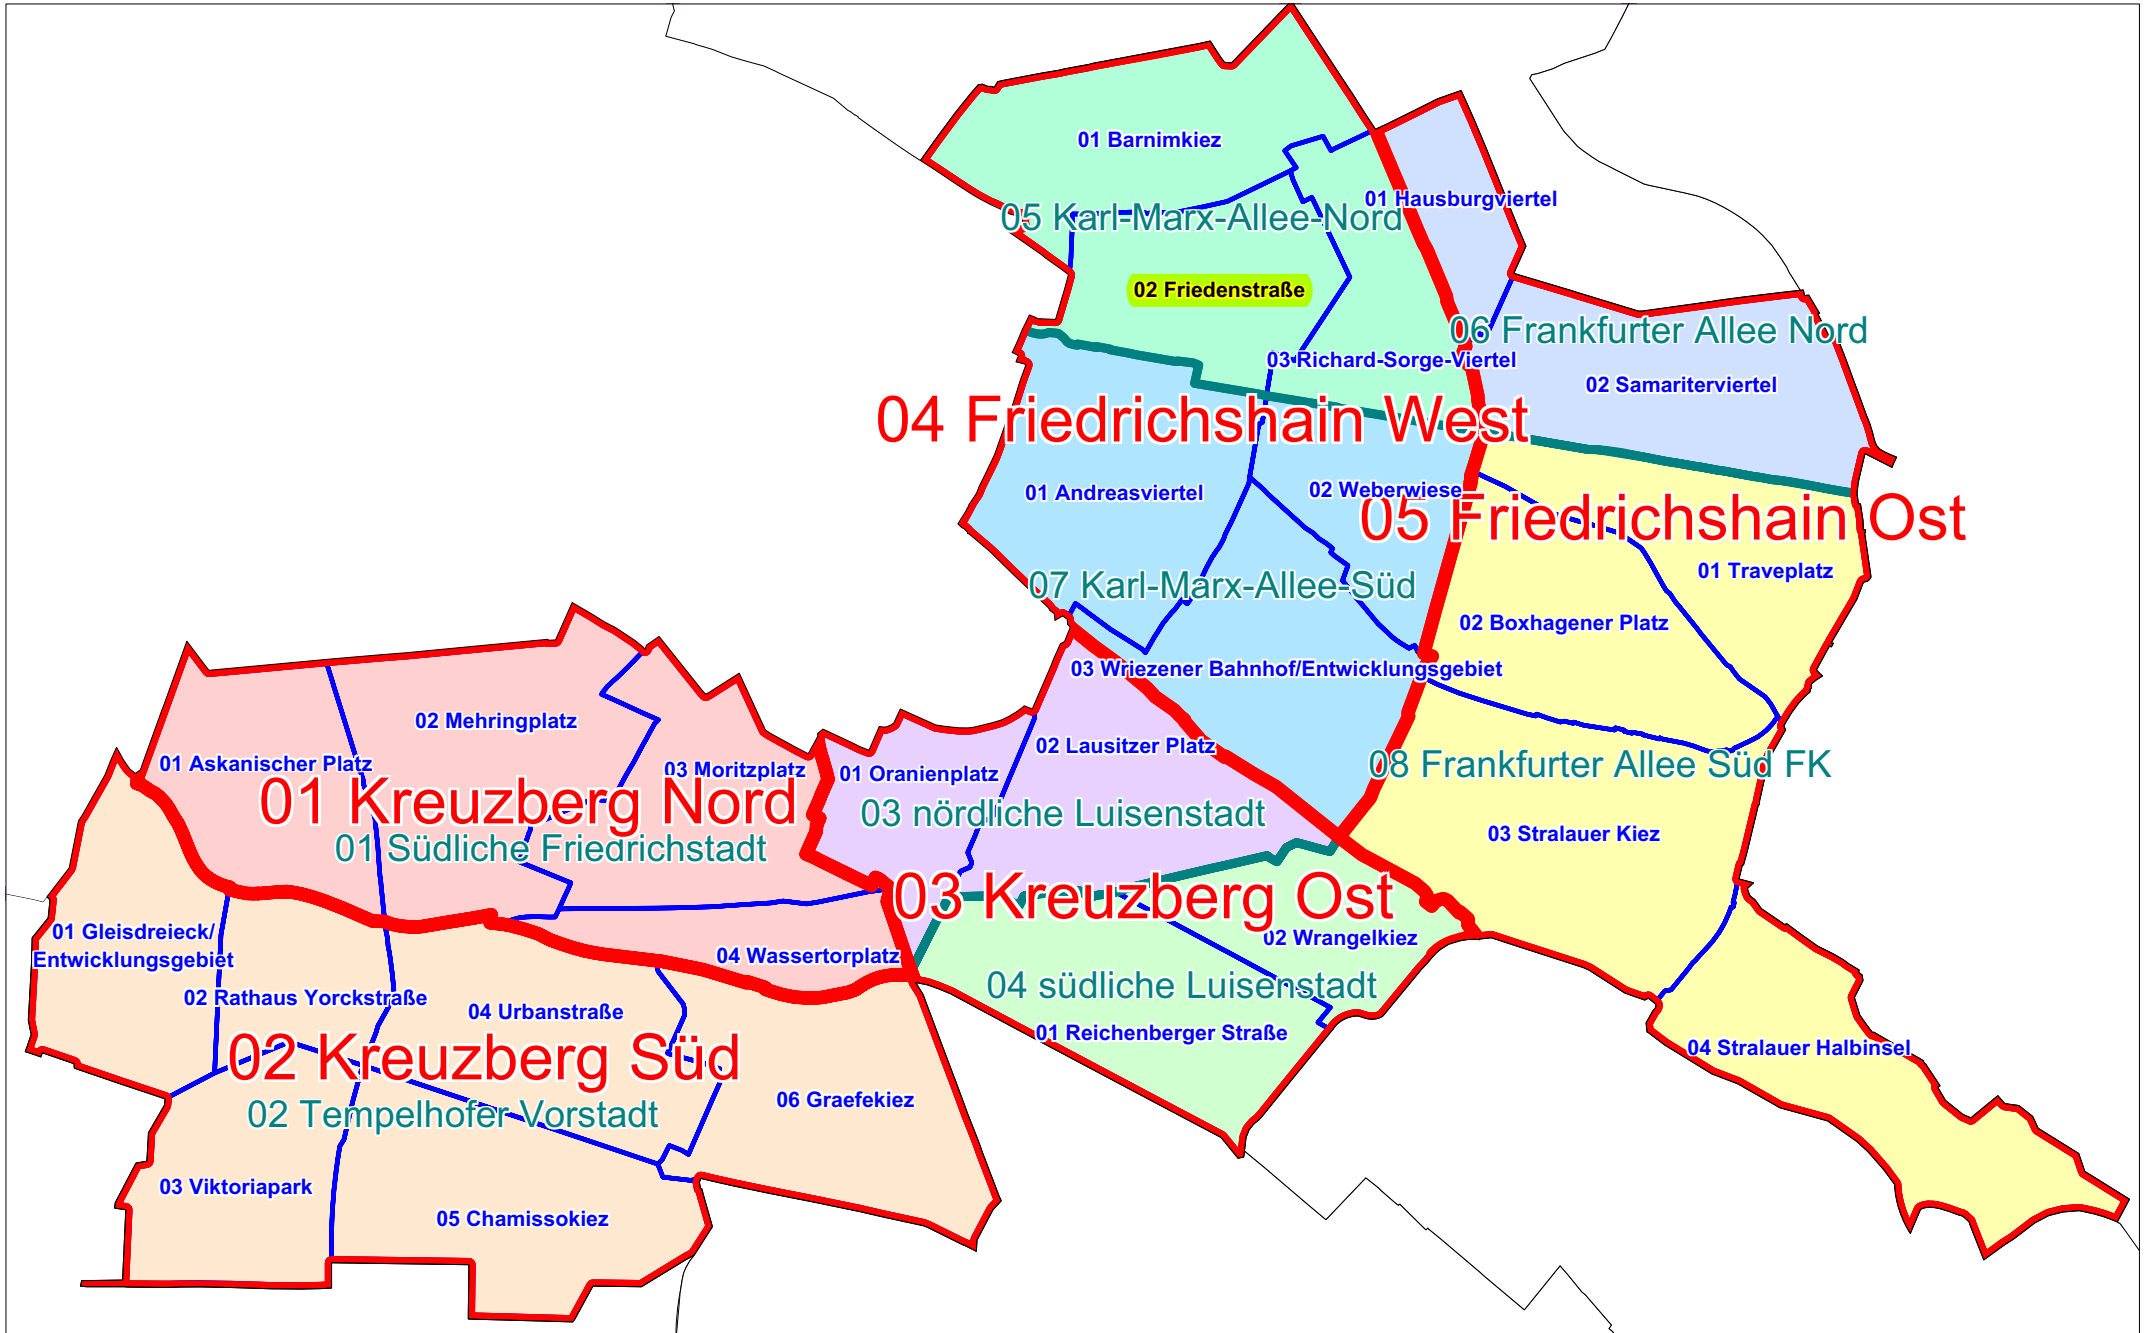 01 Barnimkiez
01 Hausburgviertel
05 Karl-Marx-Allee-Nord
02 Friedenstraße
06 Frankfurter Allee Nord
03 Richard-Sorge-Viertel
02 Samariterviertel
04 Friedrichshain West
01 Andreasviertel
02 Weberwiese
05 Friedrichshain Ost
01 Traveplatz
07 Karl-Marx-Allee-Süd
02 Boxhagener Platz
03 Wriezener Bahnhof/Entwicklungsgebiet
02 Mehringplatz
02 Lausitzer Platz
01 Askanischer Platz
03 Moritzplatz
01 Oranienplatz
08 Frankfurter Allee Süd FK
01 Kreuzberg Nord
03 nördliche Luisenstadt
03 Stralauer Kiez
01 Südliche Friedrichstadt
03 Kreuzberg Ost
01 Gleisdreieck/
Entwicklungsgebiet
02 Wrangelkiez
04 Wassertorplatz
04 südliche Luisenstadt
02 Rathaus Yorckstraße
04 Urbanstraße
01 Reichenberger Straße
04 Stralauer Halbinsel
02 Kreuzberg Süd
06 Graefekiez
02 Tempelhofer Vorstadt
03 Viktoriapark
05 Chamissokiez